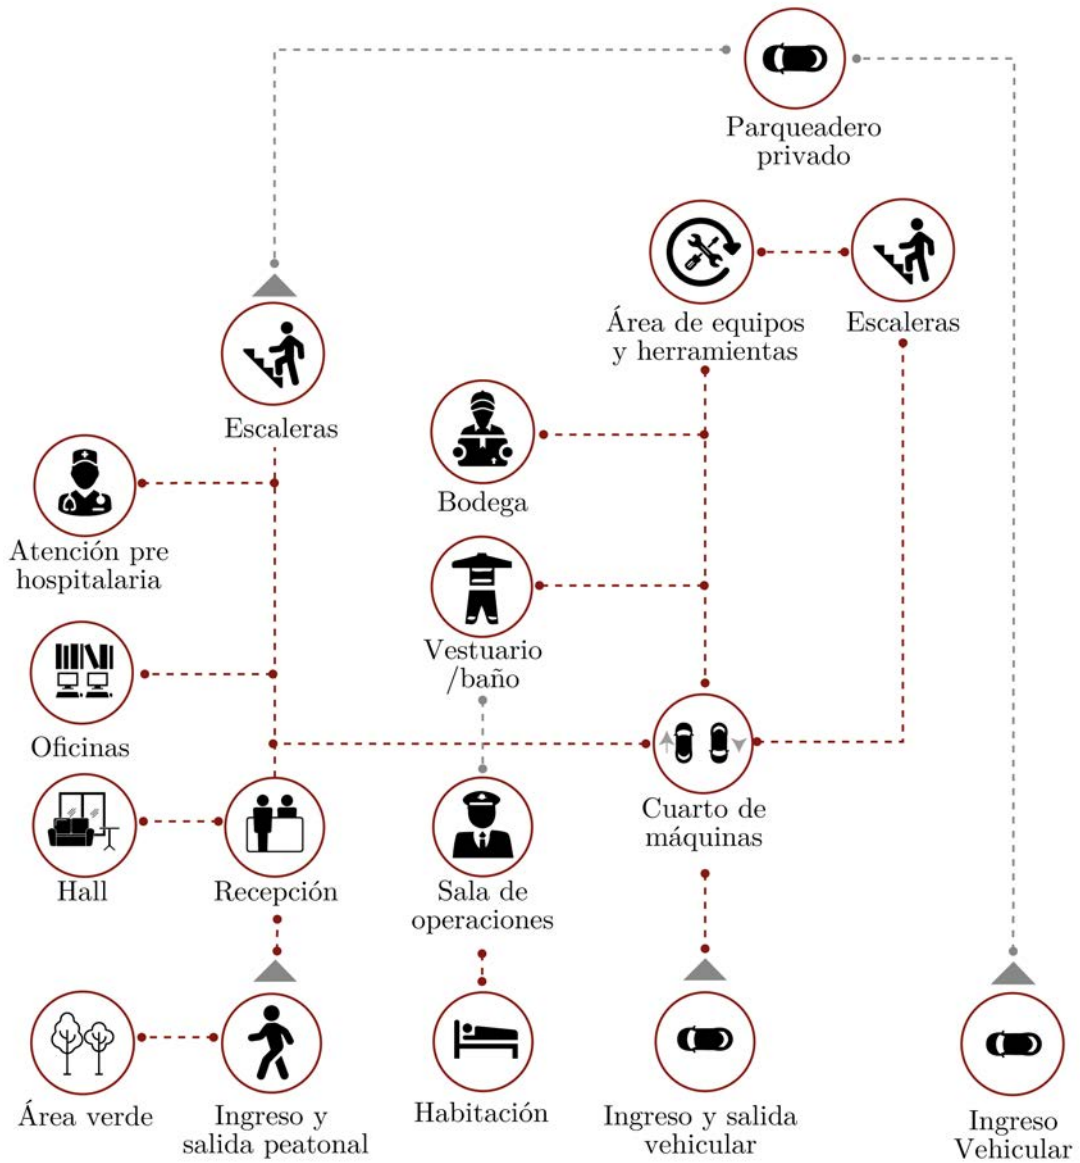 Parqueadero
privado
Área de equipos
y herramientas
Escaleras
Escaleras
Bodega
Atención pre
hospitalaria
Vestuario
/baño
Oficinas
Cuarto de
máquinas
Hall
Recepción
Sala de
operaciones
Área verde
Ingreso y
salida peatonal
Habitación
Ingreso y salida
vehicular
Ingreso
Vehicular